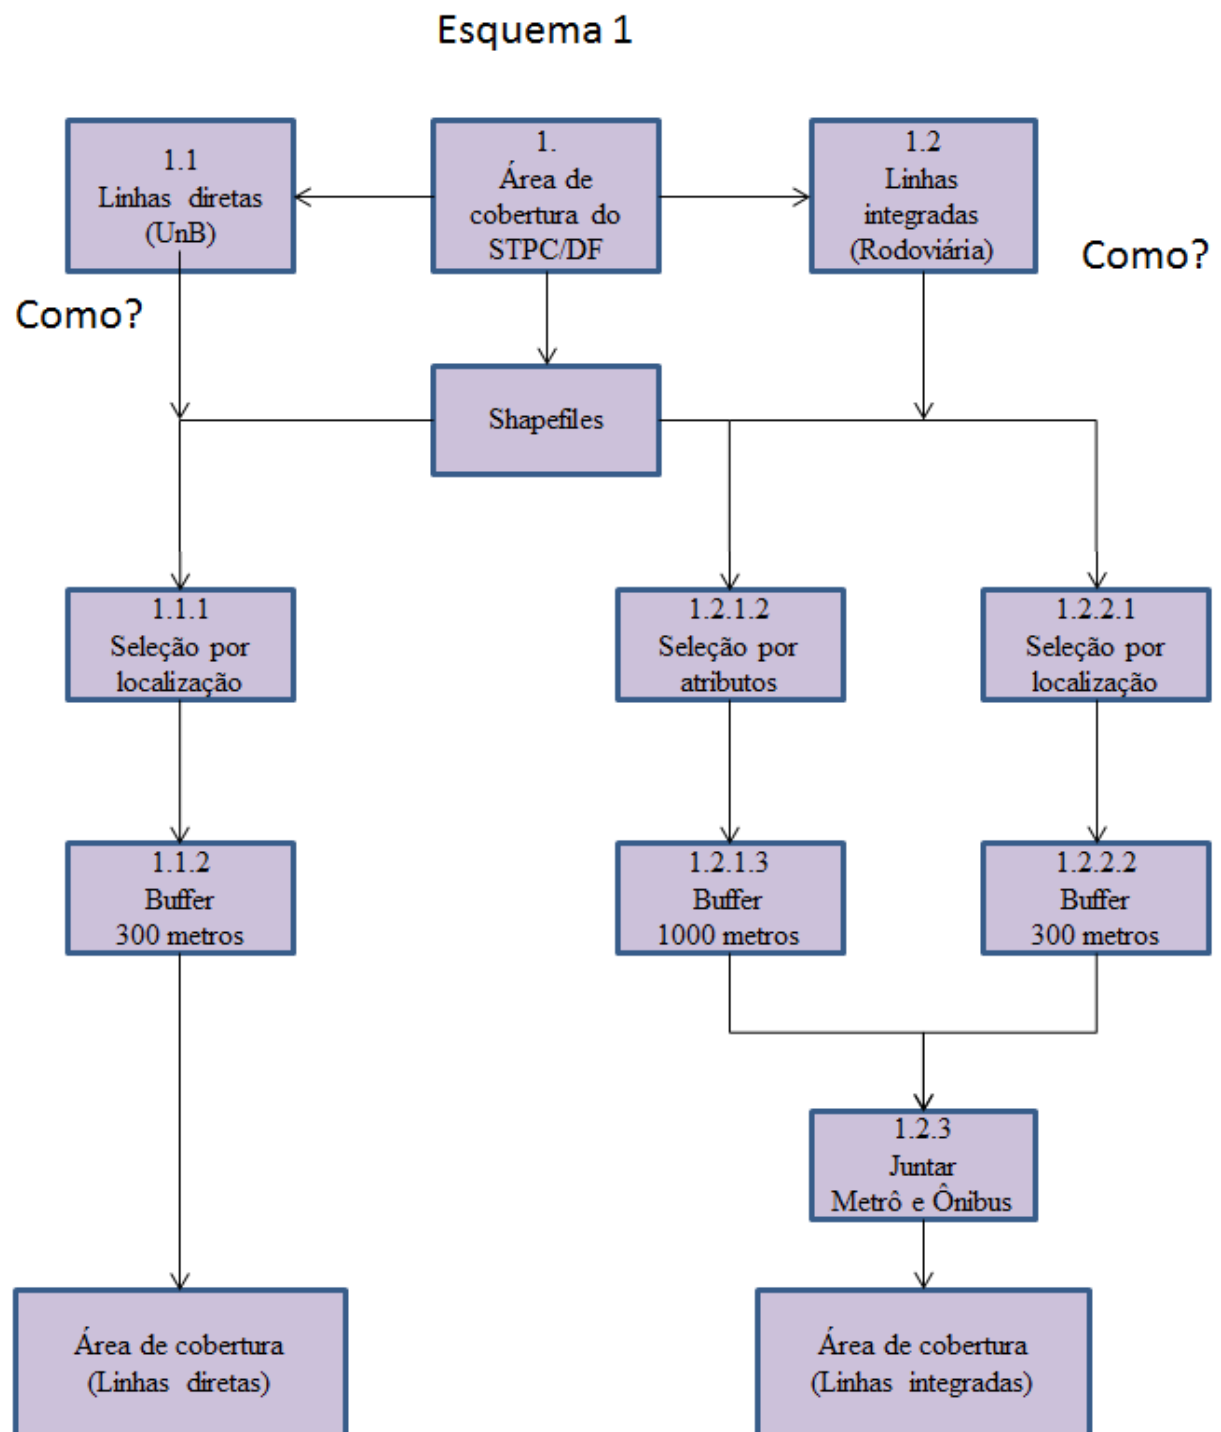 Esquema 1
1.1
Linhas diretas
(UnB)
1.
Área de
cobertura do
STPC/DF
1.2
Linhas
integradas
(Rodoviária)
Como?
Como?
Shapefiles
1.1.1
Seleção por
localização
1.2.1.2
Seleção por
atributos
1.2.2.1
Seleção por
localização
1.1.2
Buffer
300 metros
1.2.1.3
Buffer
1000 metros
1.2.2.2
Buffer
300 metros
1.2.3
Juntar
Metrô e Ônibus
Área de cobertura
(Linhas diretas)
Área de cobertura
(Linhas integradas)